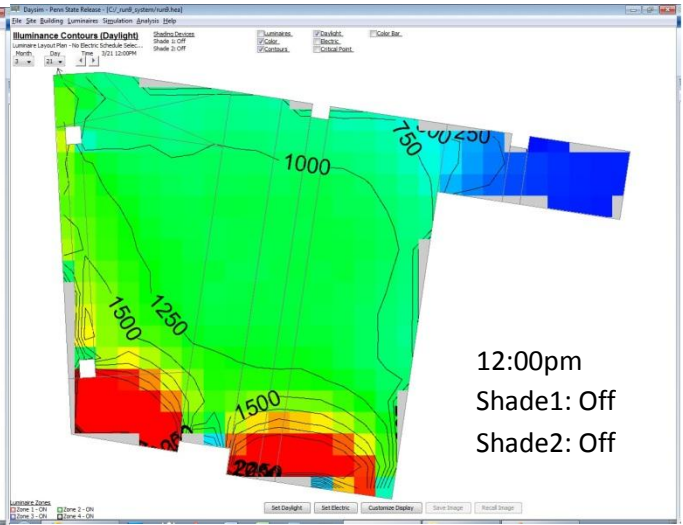 Daysim - Penn State Release - [C:/_run9_system/run9.hea]
File Site Building Luminaires Simulation Analysis Help
Illuminance Contours (Daylight)
Luminaire Layout Plan - No Electric Schedule Selec...
Month Day Time 3/21 12:00PM
3... 21
Shading Devices
Shade 1: Off
Shade 2: Off
Luminaires
Color
Contours
Daylight
Electric
Critical Point
Color Bar
750
250
1000
1500
1250
1500
12:00pm
Shade1: Off
Shade2: Off
Luminaire Zones
Zone 1 - ON Zone 2 - ON
Zone 3 - ON Zone 4 - ON
Set Daylight Set Electric Customize Display Save Image Recall Image